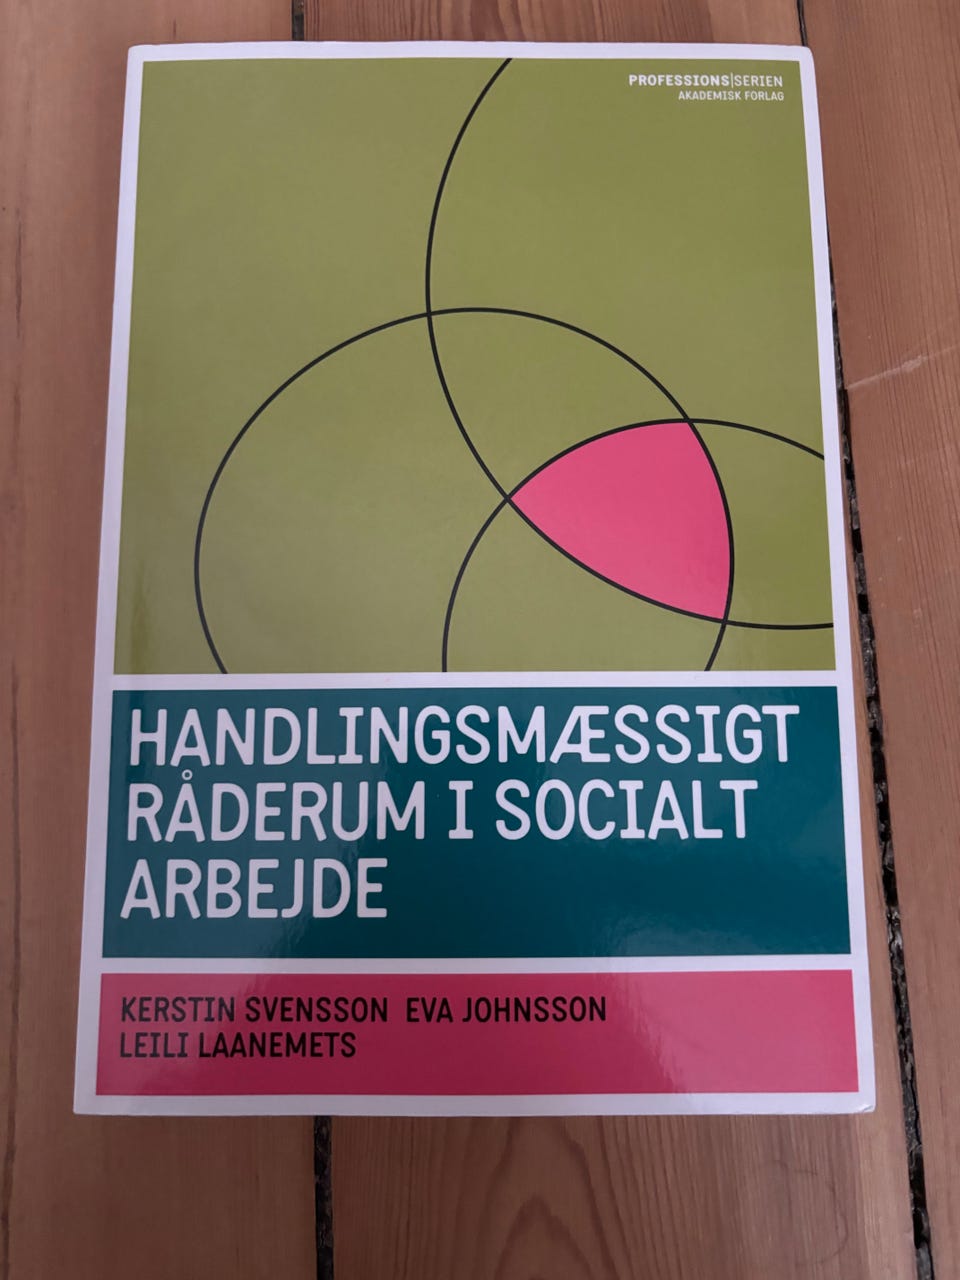 PROFESSIONS|SERIEN
AKADEMISK FORLAG
HANDLINGSMÆSSIGT
RÅDERUM I SOCIALT
ARBEJDE
KERSTIN SVENSSON EVA JOHNSSON
LEILI LAANEMETS